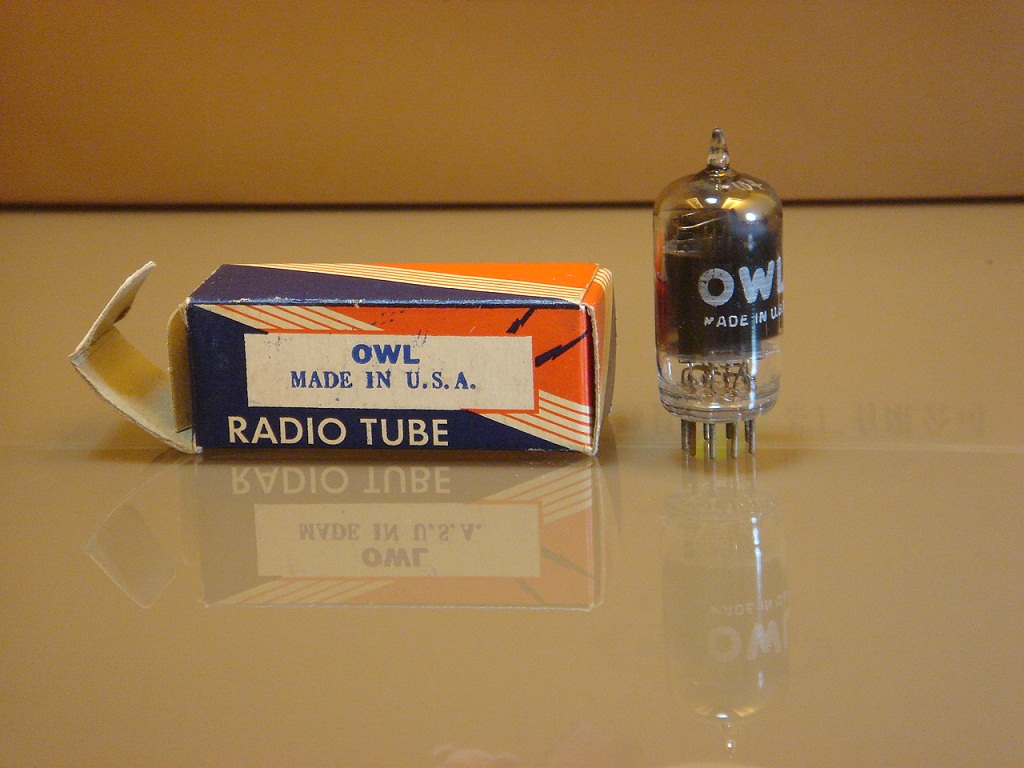 OWL
MADE IN U.S.A.
RADIO TUBE
OWL
MADE IN U.S.